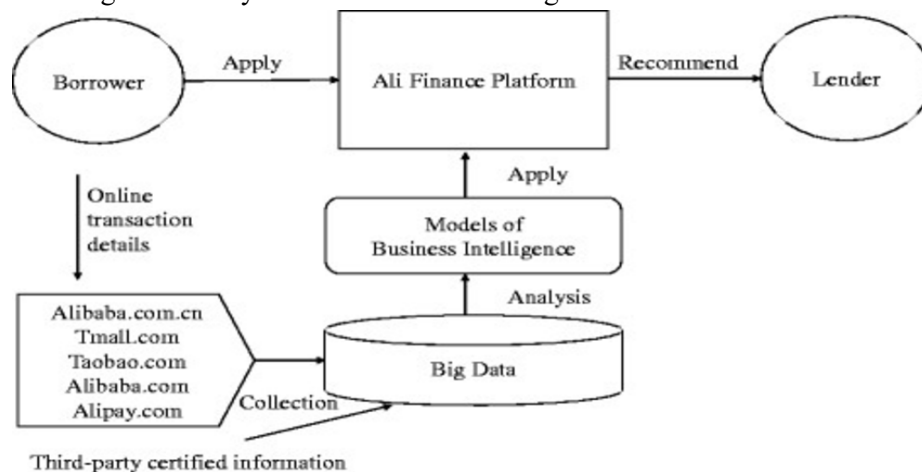 Borrower
Apply
Ali Finance Platform
Recommend
Lender
Online
transaction
details
Apply
Models of
Business Intelligence
Analysis
Alibaba.com.cn
Tmall.com
Taobao.com
Alibaba.com
Alipay.com
Collection
Big Data
Third-party certified information